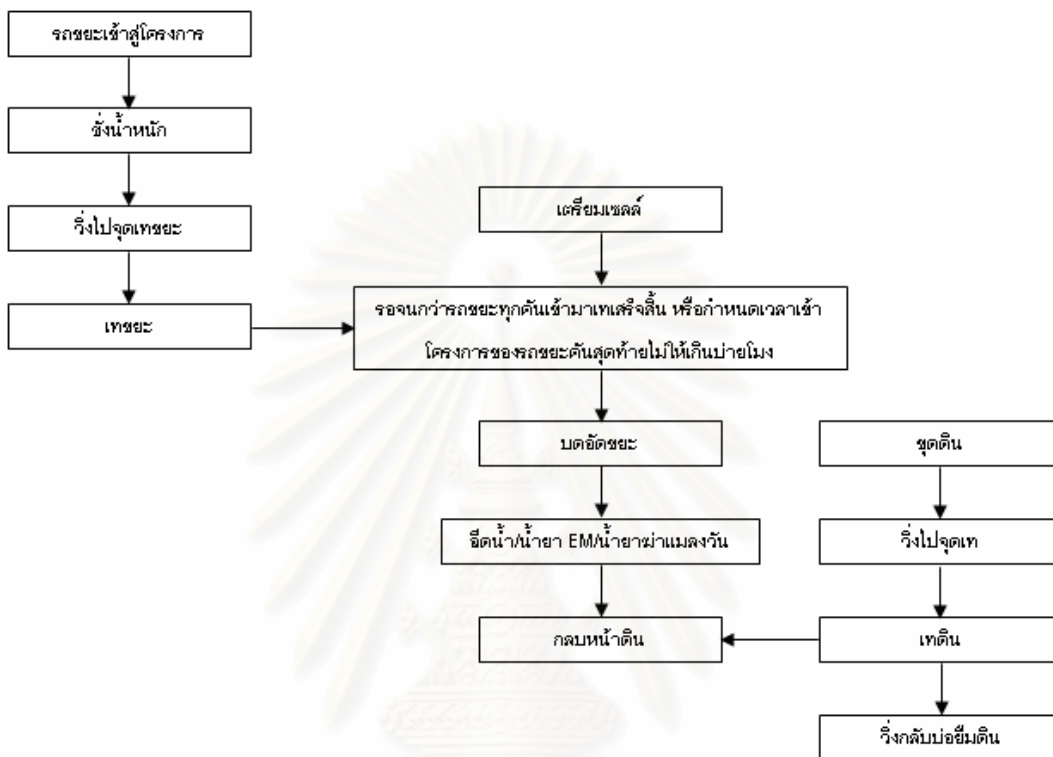 รถขยะเข้าสู่โครงการ
ชั่งน้ำหนัก
วิ่งไปจุดเทขยะ
เทขยะ
เตรียมเซลล์
รอจนกว่ารถขยะทุกคันเข้ามาเทเสร็จสิ้น หรือกำหนดเวลาเข้า
โครงการของรถขยะคันสุดท้ายไม่ให้เกินบ่ายโมง
บดอัดขยะ
ฉีดน้ำ/น้ำยา EM/น้ำยาฆ่าแมลงวัน
กลบหน้าดิน
ขุดดิน
วิ่งไปจุดเท
เทดิน
วิ่งกลับบ่อยืมดิน